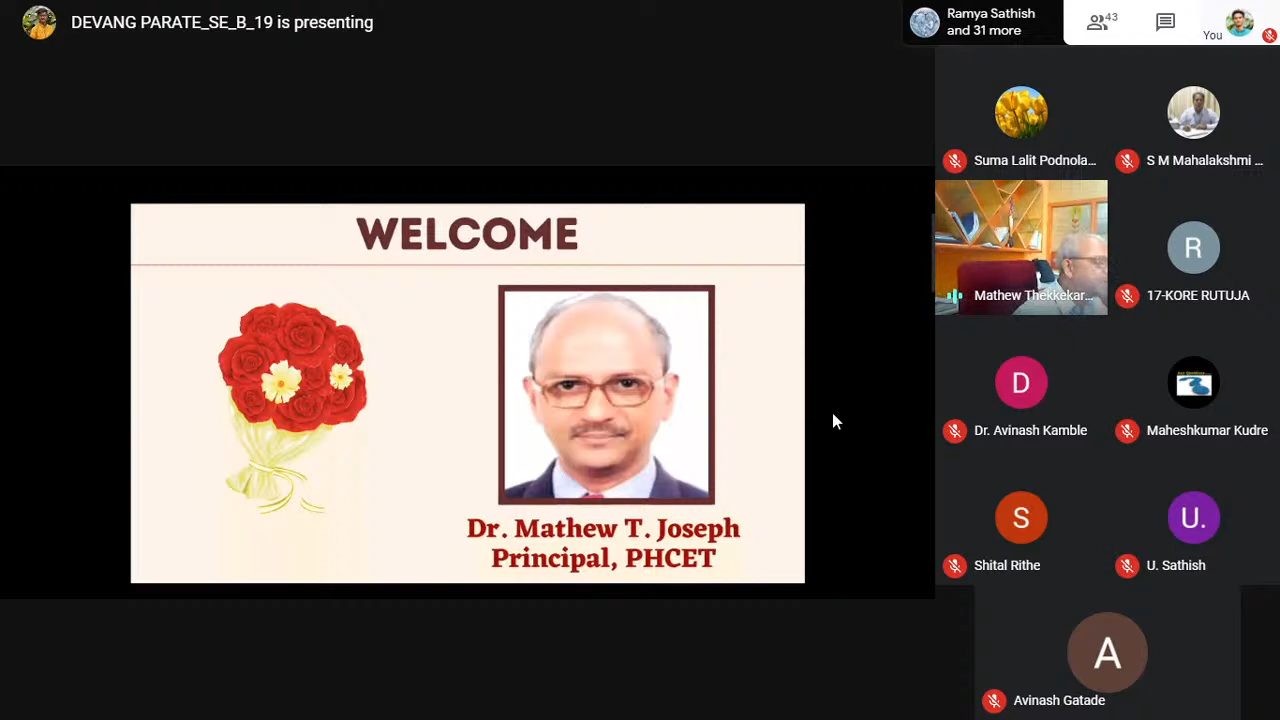 DEVANG PARATE_SE_B_19 is presenting
Ramya Sathish
and 31 more
43
You
WELCOME
Dr. Mathew T. Joseph
Principal, PHCET
Suma Lalit Podnola...
S M Mahalakshmi ...
Mathew Thekkekar...
R
17-KORE RUTUJA
D
Dr. Avinash Kamble
Maheshkumar Kudre
S
Shital Rithe
U.
U. Sathish
A
Avinash Gatade